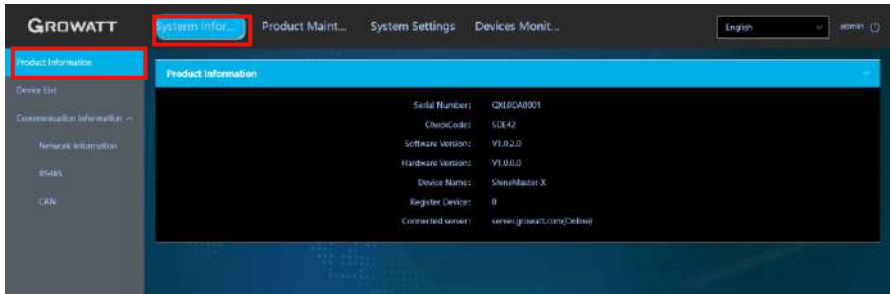 GROWATT
Systerm Infor...
Product Maint...
System Settings
Devices Monit...
English
admin
Product Information
Device List
Communication Information
Network Information
RS485
CAN
Product Information
Serial Number: QXL0DA0001
CheckCode: 5DE42
Software Version: V1.0.2.0
Hardware Version: V1.0.0.0
Device Name: ShineMaster X
Register Device: 0
Connected server: server.growatt.com(Online)